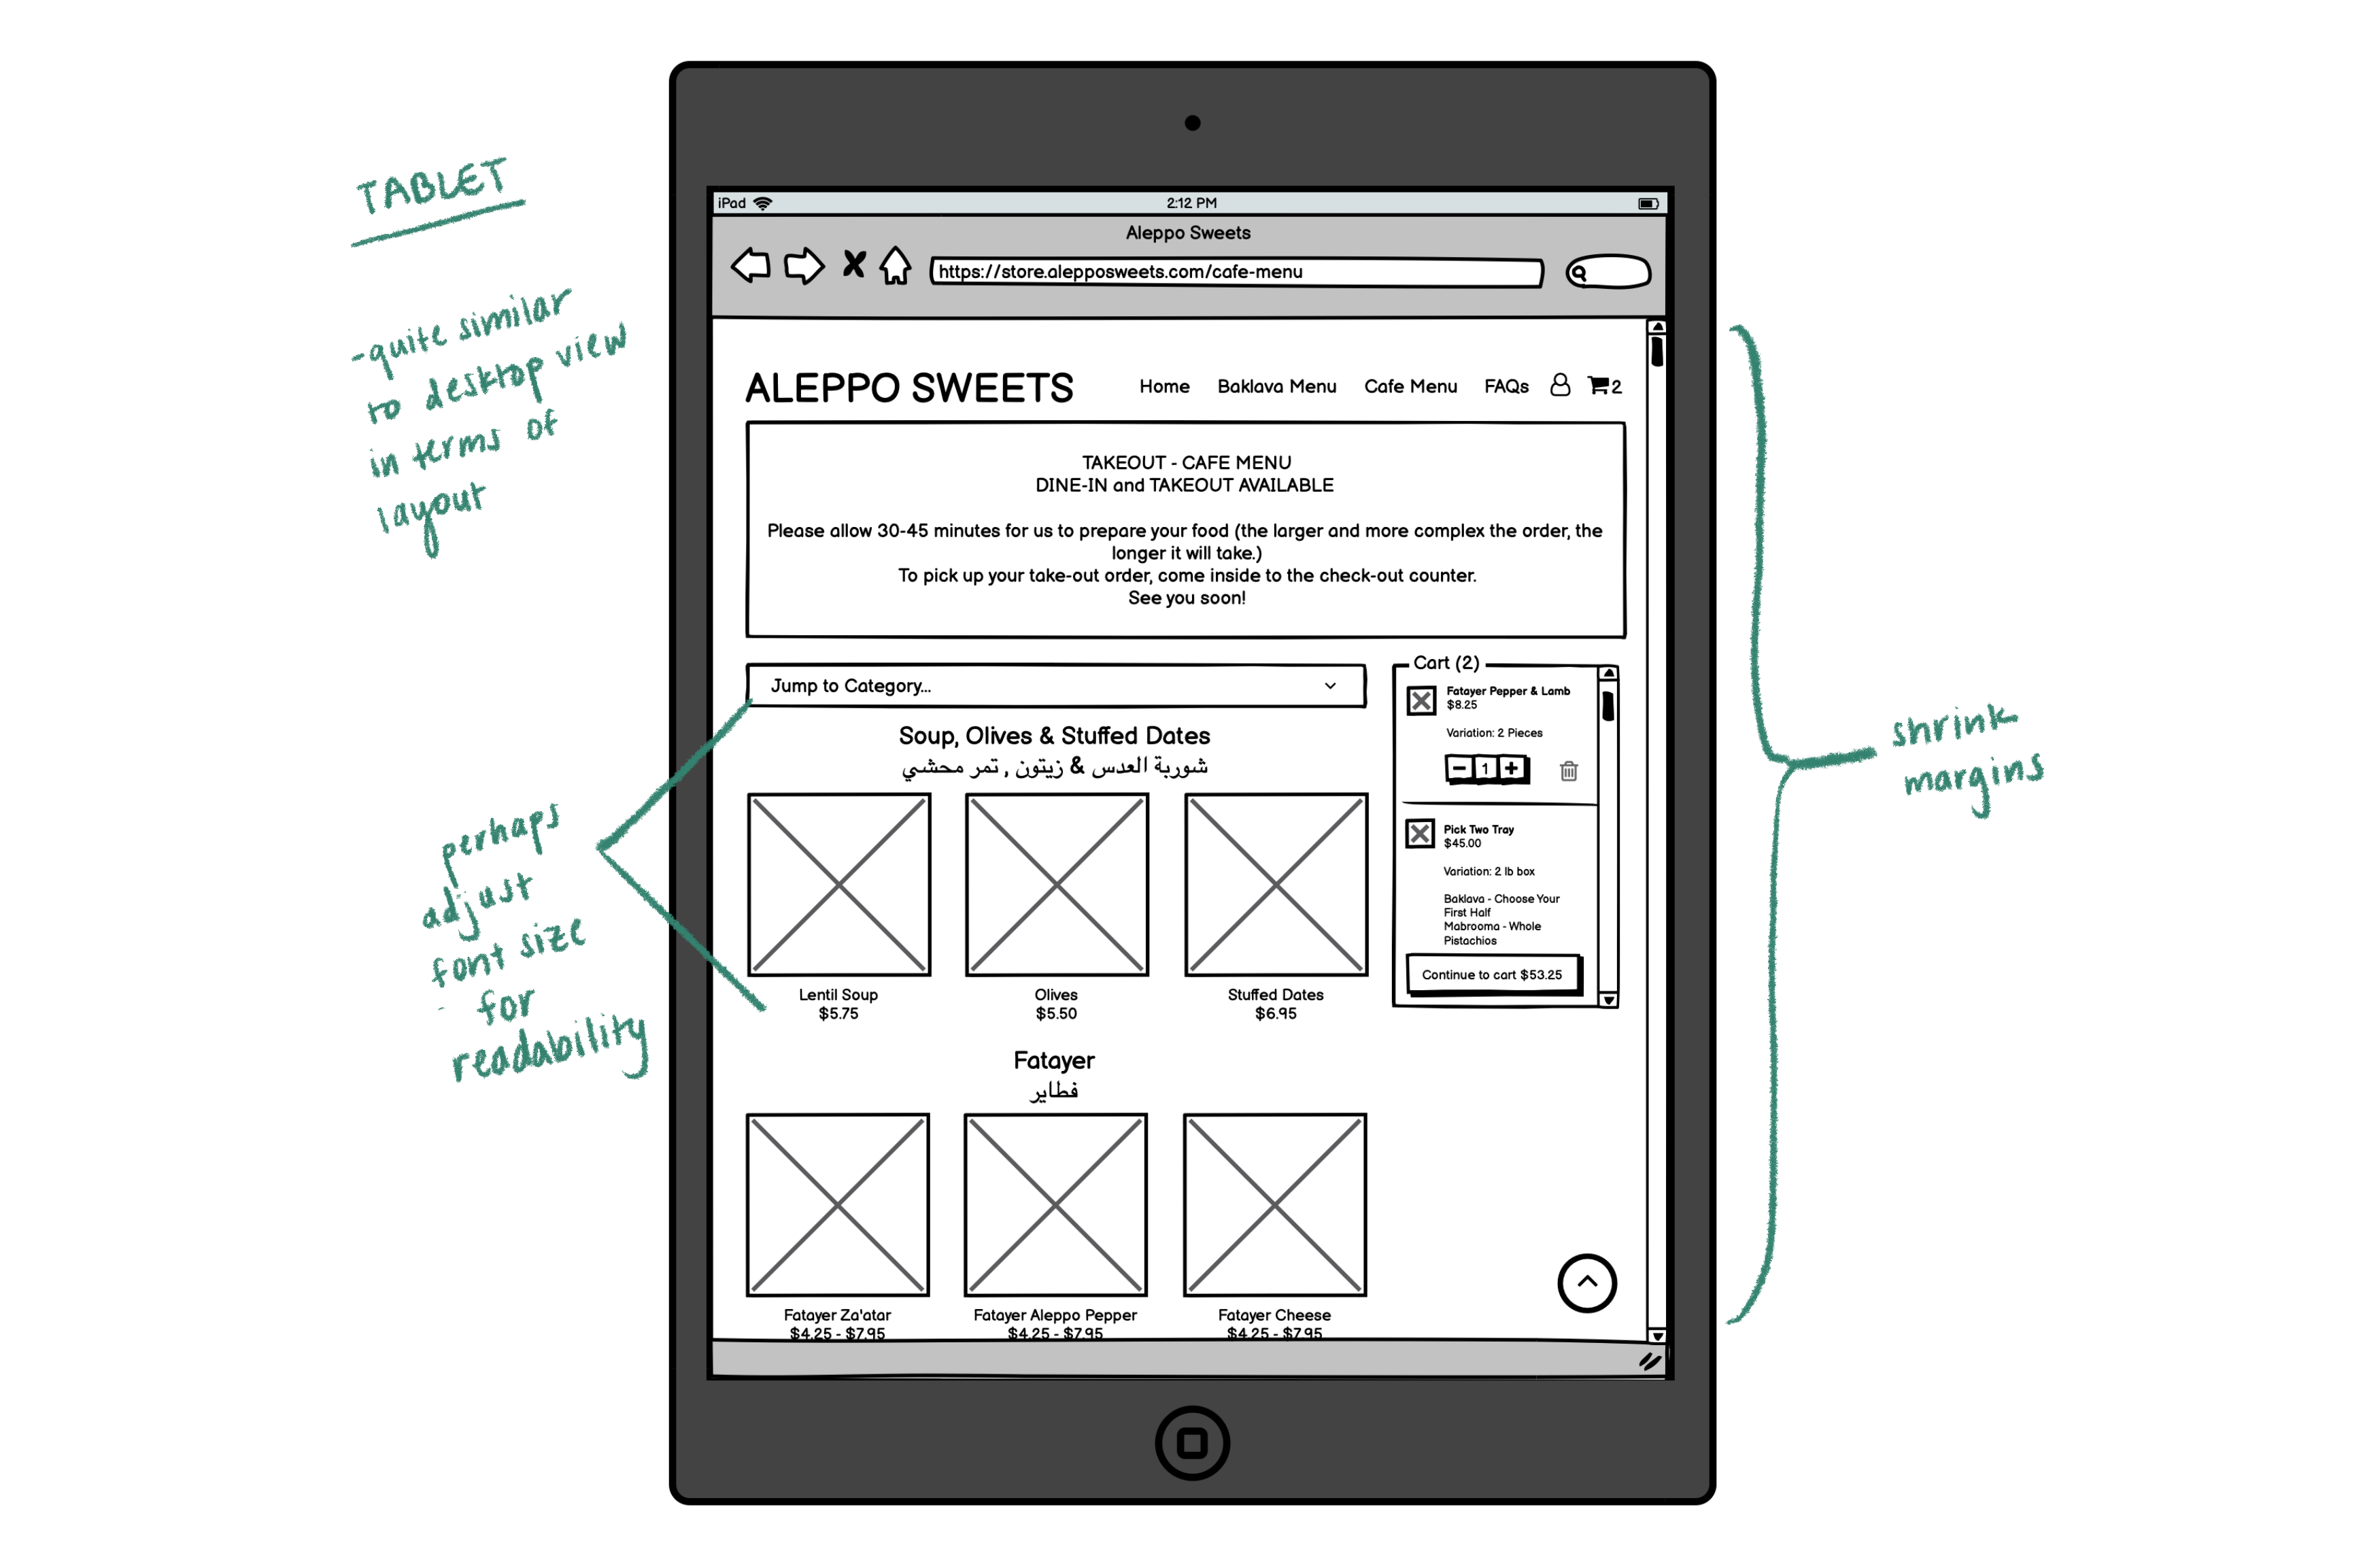 TABLET
-quite similar
to desktop view
in terms of
layout
perhaps
adjust
font size
- for
readability
iPad
2:12 PM
Aleppo Sweets
https://store.alepposweets.com/cafe-menu
ALEPPO SWEETS
Home Baklava Menu Cafe Menu FAQs 2
TAKEOUT - CAFE MENU
DINE-IN and TAKEOUT AVAILABLE
Please allow 30-45 minutes for us to prepare your food (the larger and more complex the order, the
longer it will take.)
To pick up your take-out order, come inside to the check-out counter.
See you soon!
Jump to Category...
Soup, Olives & Stuffed Dates
شوربة العدس & زيتون , تمر محشي
Lentil Soup
$5.75
Olives
$5.50
Stuffed Dates
$6.95
Fatayer
فطاير
Fatayer Za'atar
$4.25 - $7.95
Fatayer Aleppo Pepper
$4.25 - $7.95
Fatayer Cheese
$4.25 - $7.95
Cart (2)
Fatayer Pepper & Lamb
$8.25
Variation: 2 Pieces
1
Pick Two Tray
$45.00
Variation: 2 lb box
Baklava - Choose Your
First Half
Mabrooma - Whole
Pistachios
Continue to cart $53.25
shrink
margins